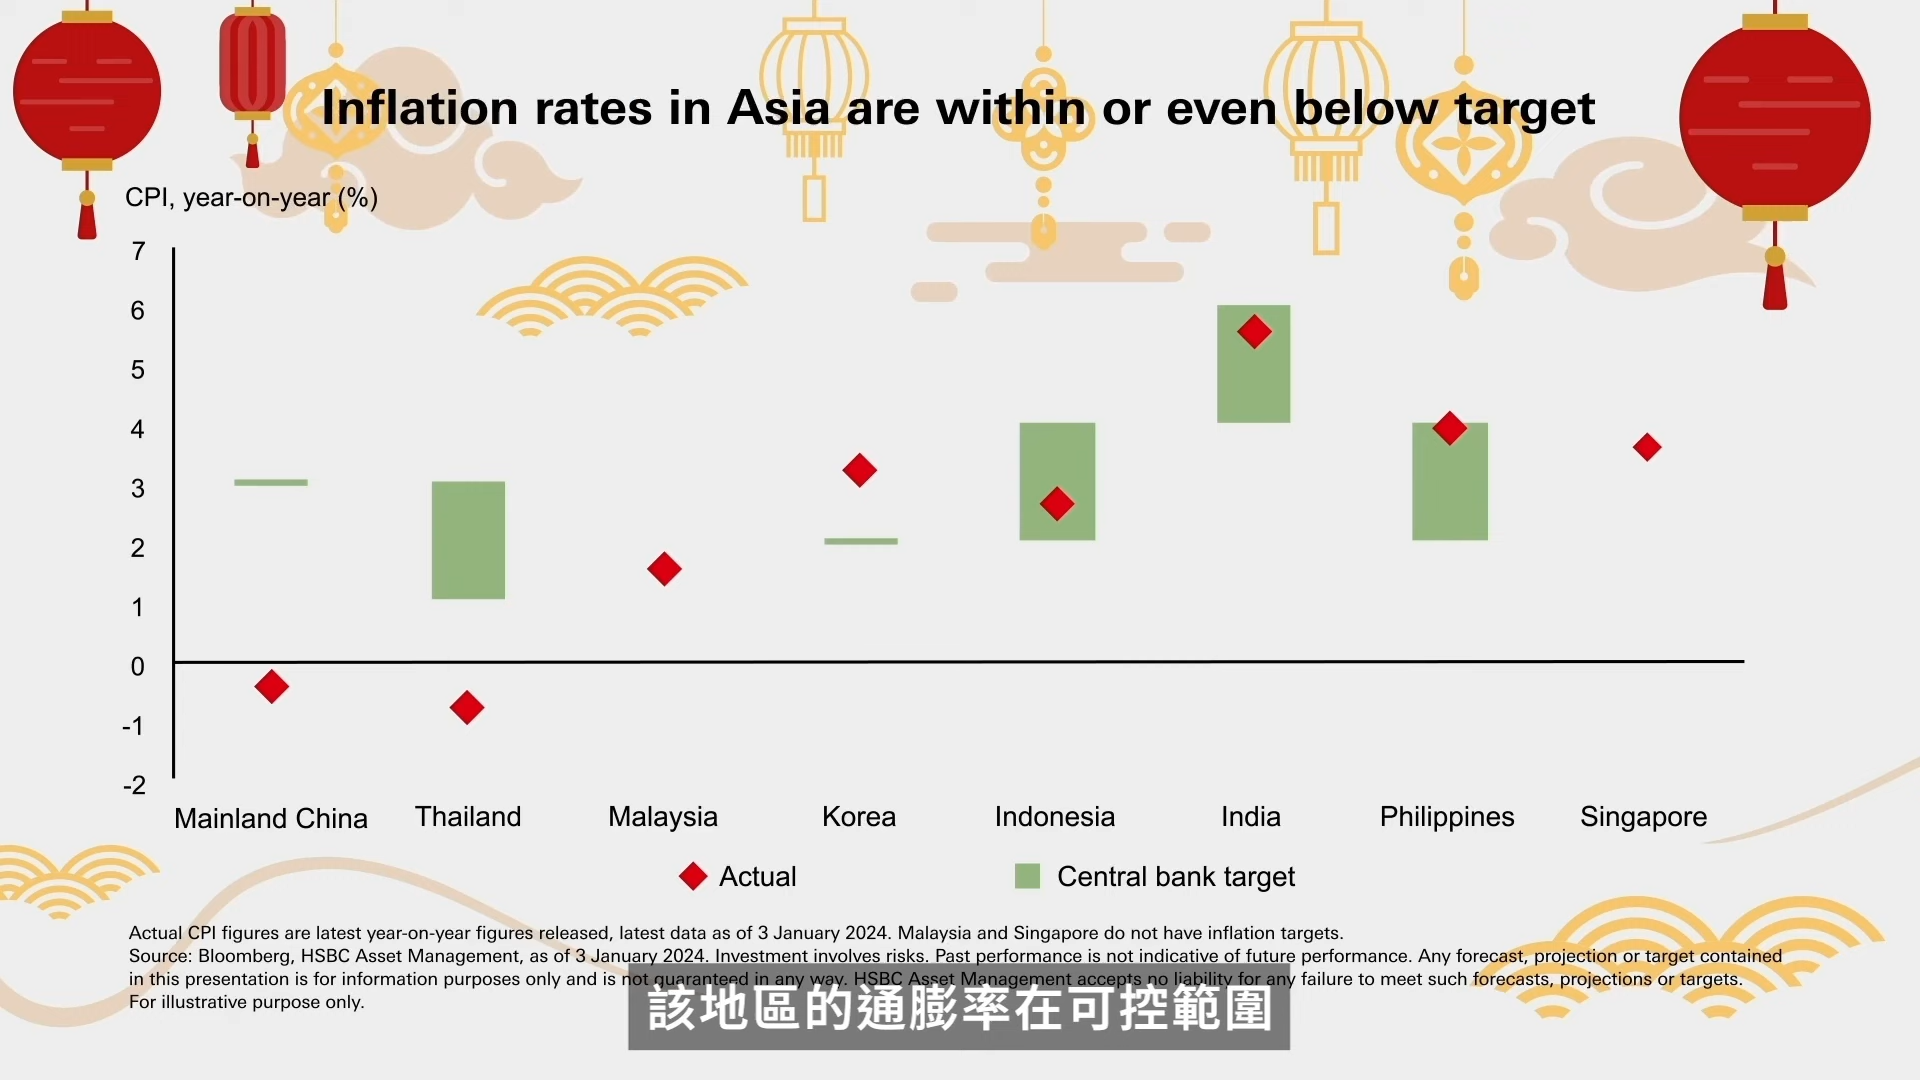 Inflation rates in Asia are within or even below target
CPI, year-on-year (%)
7
6
5
4
3
2
1
0
-1
-2
Mainland China Thailand Malaysia Korea Indonesia India Philippines Singapore
Actual Central bank target
Actual CPI figures are latest year-on-year figures released, latest data as of 3 January 2024. Malaysia and Singapore do not have inflation targets.
Source: Bloomberg, HSBC Asset Management, as of 3 January 2024. Investment involves risks. Past performance is not indicative of future performance. Any forecast, projection or target contained
in this presentation is for information purposes only and is not guaranteed in any way. HSBC Asset Management accepts no liability for any failure to meet such forecasts, projections or targets.
For illustrative purpose only.
該地區的通膨率在可控範圍